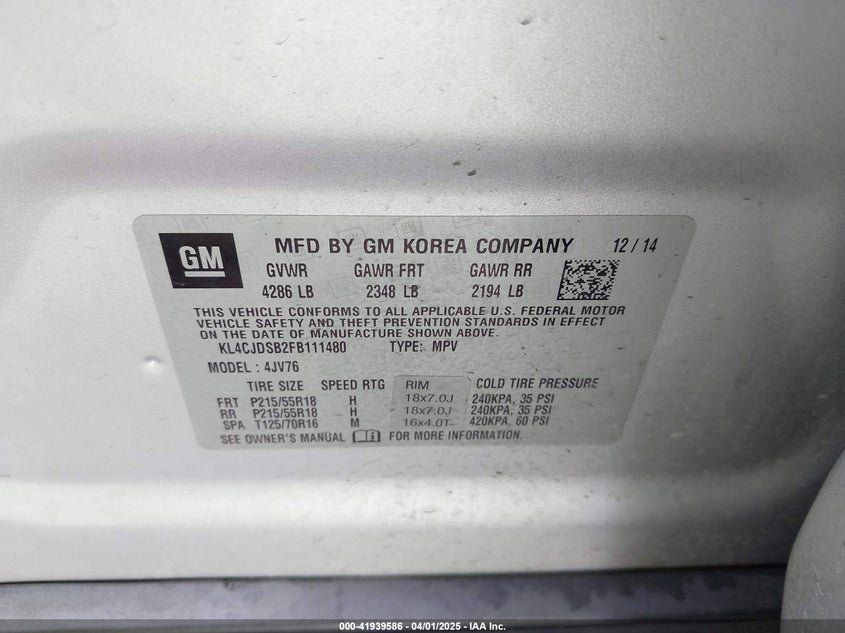 GM
MFD BY GM KOREA COMPANY 12 / 14
GVWR GAWR FRT GAWR RR
4286 LB 2348 LB 2194 LB
THIS VEHICLE CONFORMS TO ALL APPLICABLE U.S. FEDERAL MOTOR
VEHICLE SAFETY AND THEFT PREVENTION STANDARDS IN EFFECT
ON THE DATE OF MANUFACTURE SHOWN ABOVE.
KL4CJDSB2FB111480 TYPE: MPV
MODEL : 4JV76
TIRE SIZE SPEED RTG RIM COLD TIRE PRESSURE
FRT P215/55R18 H 18x7.0J 240KPA, 35 PSI
RR P215/55R18 H 18x7.0J 240KPA, 35 PSI
SPA T125/70R16 M 16x4.0T 420KPA, 60 PSI
SEE OWNER'S MANUAL FOR MORE INFORMATION.
000-41939586 - 04/01/2025 - IAA Inc.